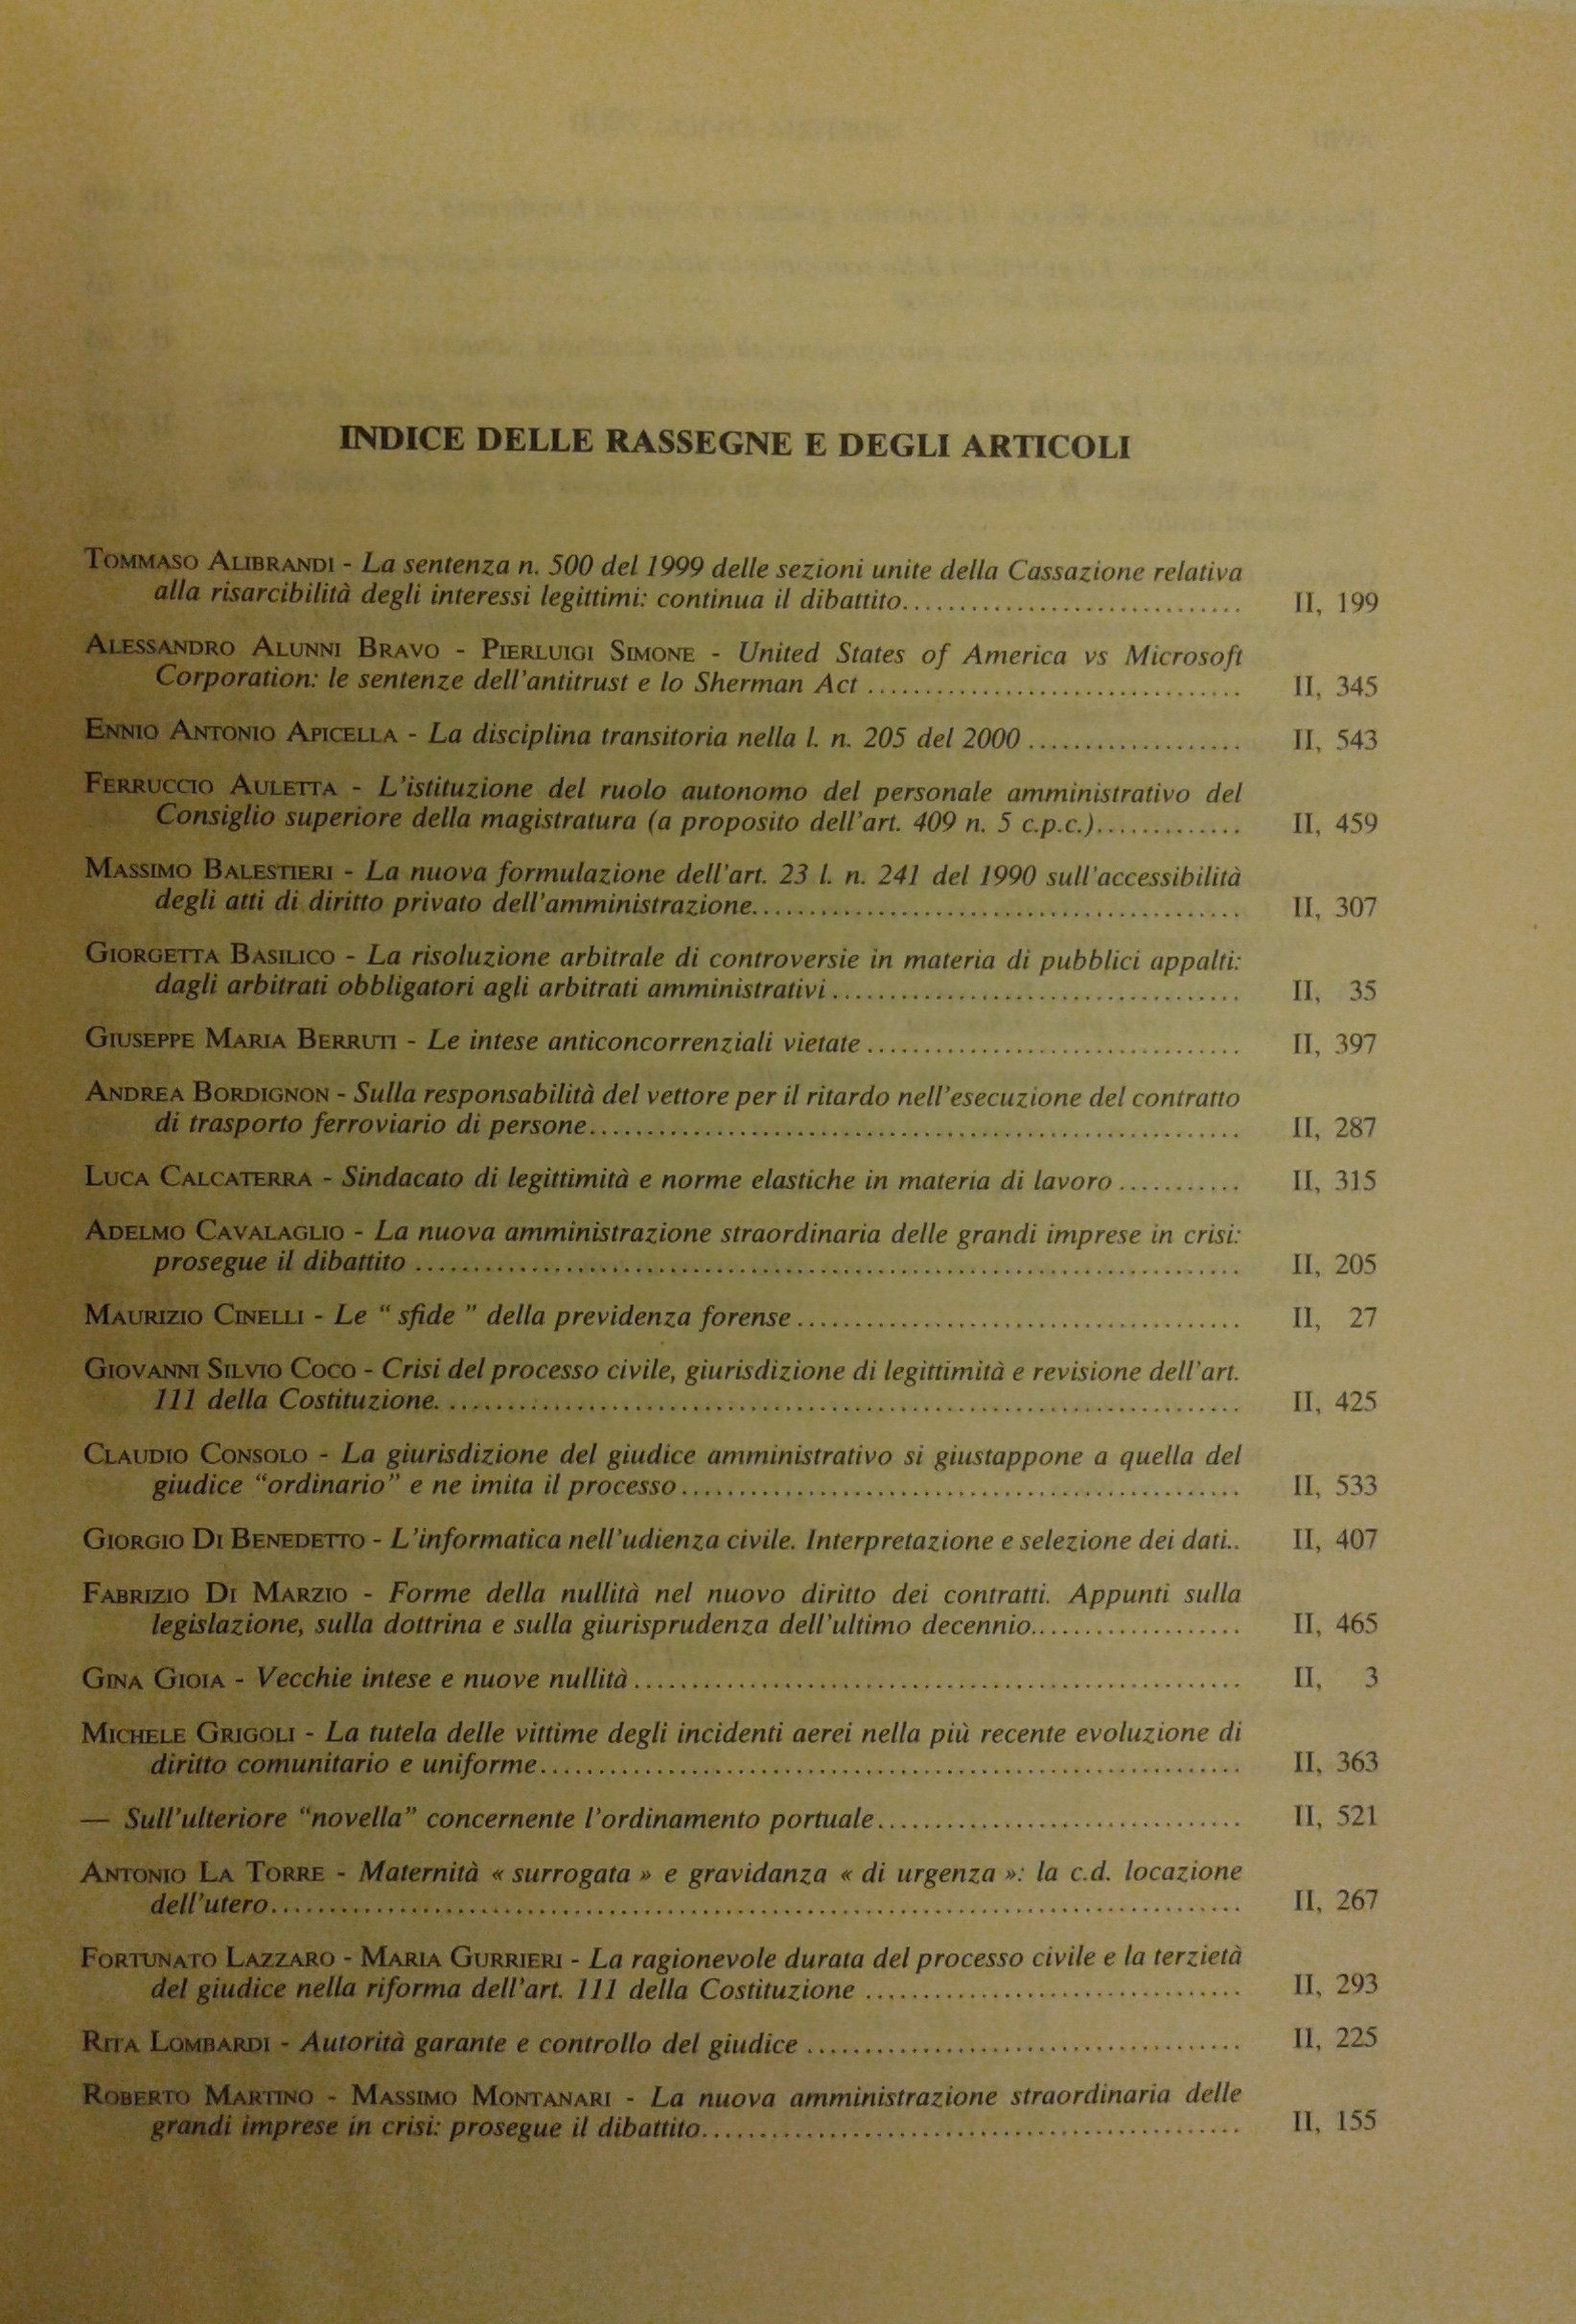 INDICE DELLE RASSEGNE E DEGLI ARTICOLI
TOMMASO ALIBRANDI - La sentenza n. 500 del 1999 delle sezioni unite della Cassazione relativa
alla risarcibilità degli interessi legittimi: continua il dibattito.............................. II, 199
ALESSANDRO ALUNNI BRAVO - PIERLUIGI SIMONE - United States of America vs Microsoft
Corporation: le sentenze dell'antitrust e lo Sherman Act ................................. II, 345
ENNIO ANTONIO APICELLA - La disciplina transitoria nella l. n. 205 del 2000 ................... II, 543
FERRUCCIO AULETTA - L'istituzione del ruolo autonomo del personale amministrativo del
Consiglio superiore della magistratura (a proposito dell'art. 409 n. 5 c.p.c.)............. II, 459
MASSIMO BALESTIERI - La nuova formulazione dell'art. 23 l. n. 241 del 1990 sull'accessibilità
degli atti di diritto privato dell'amministrazione........................................... II, 307
GIORGETTA BASILICO - La risoluzione arbitrale di controversie in materia di pubblici appalti:
dagli arbitrati obbligatori agli arbitrati amministrativi .................................... II, 35
GIUSEPPE MARIA BERRUTI - Le intese anticoncorrenziali vietate ................................. II, 397
ANDREA BORDIGNON - Sulla responsabilità del vettore per il ritardo nell'esecuzione del contratto
di trasporto ferroviario di persone.......................................................... II, 287
LUCA CALCATERRA - Sindacato di legittimità e norme elastiche in materia di lavoro ........... II, 315
ADELMO CAVALAGLIO - La nuova amministrazione straordinaria delle grandi imprese in crisi:
prosegue il dibattito ......................................................................... II, 205
MAURIZIO CINELLI - Le “ sfide ” della previdenza forense ....................................... II, 27
GIOVANNI SILVIO COCO - Crisi del processo civile, giurisdizione di legittimità e revisione dell'art.
111 della Costituzione. ....................................................................... II, 425
CLAUDIO CONSOLO - La giurisdizione del giudice amministrativo si giustappone a quella del
giudice “ordinario” e ne imita il processo .................................................. II, 533
GIORGIO DI BENEDETTO - L'informatica nell'udienza civile. Interpretazione e selezione dei dati.. II, 407
FABRIZIO DI MARZIO - Forme della nullità nel nuovo diritto dei contratti. Appunti sulla
legislazione, sulla dottrina e sulla giurisprudenza dell'ultimo decennio................... II, 465
GINA GIOIA - Vecchie intese e nuove nullità ..................................................... II, 3
MICHELE GRIGOLI - La tutela delle vittime degli incidenti aerei nella più recente evoluzione di
diritto comunitario e uniforme............................................................... II, 363
— Sull'ulteriore “novella” concernente l'ordinamento portuale................................ II, 521
ANTONIO LA TORRE - Maternità « surrogata » e gravidanza « di urgenza »: la c.d. locazione
dell'utero..................................................................................... II, 267
FORTUNATO LAZZARO - MARIA GURRIERI - La ragionevole durata del processo civile e la terzietà
del giudice nella riforma dell'art. 111 della Costituzione ................................. II, 293
RITA LOMBARDI - Autorità garante e controllo del giudice ...................................... II, 225
ROBERTO MARTINO - MASSIMO MONTANARI - La nuova amministrazione straordinaria delle
grandi imprese in crisi: prosegue il dibattito............................................... II, 155